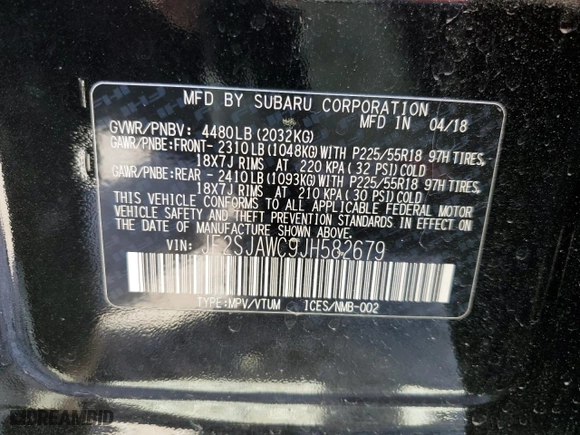 MFD BY SUBARU CORPORATION
MFD IN 04/18
GVWR/PNBV: 4480LB(2032KG)
GAWR/PNBE:FRONT- 2310LB(1048KG)WITH P225/55R18 97H TIRES,
18X7J RIMS AT 220 KPA(32 PSI)COLD
GAWR/PNBE:REAR - 2410LB(1093KG)WITH P225/55R18 97H TIRES,
18X7J RIMS AT 210 KPA(30 PSI)COLD
THIS VEHICLE CONFORMS TO ALL APPLICABLE FEDERAL MOTOR
VEHICLE SAFETY AND THEFT PREVENTION STANDARDS IN EFFECT ON
THE DATE OF MANUFACTURE SHOWN ABOVE.
VIN: JF2SJAWC9JH582679
TYPE:MPV/VTUM ICES/NMB-002
DREAMBID